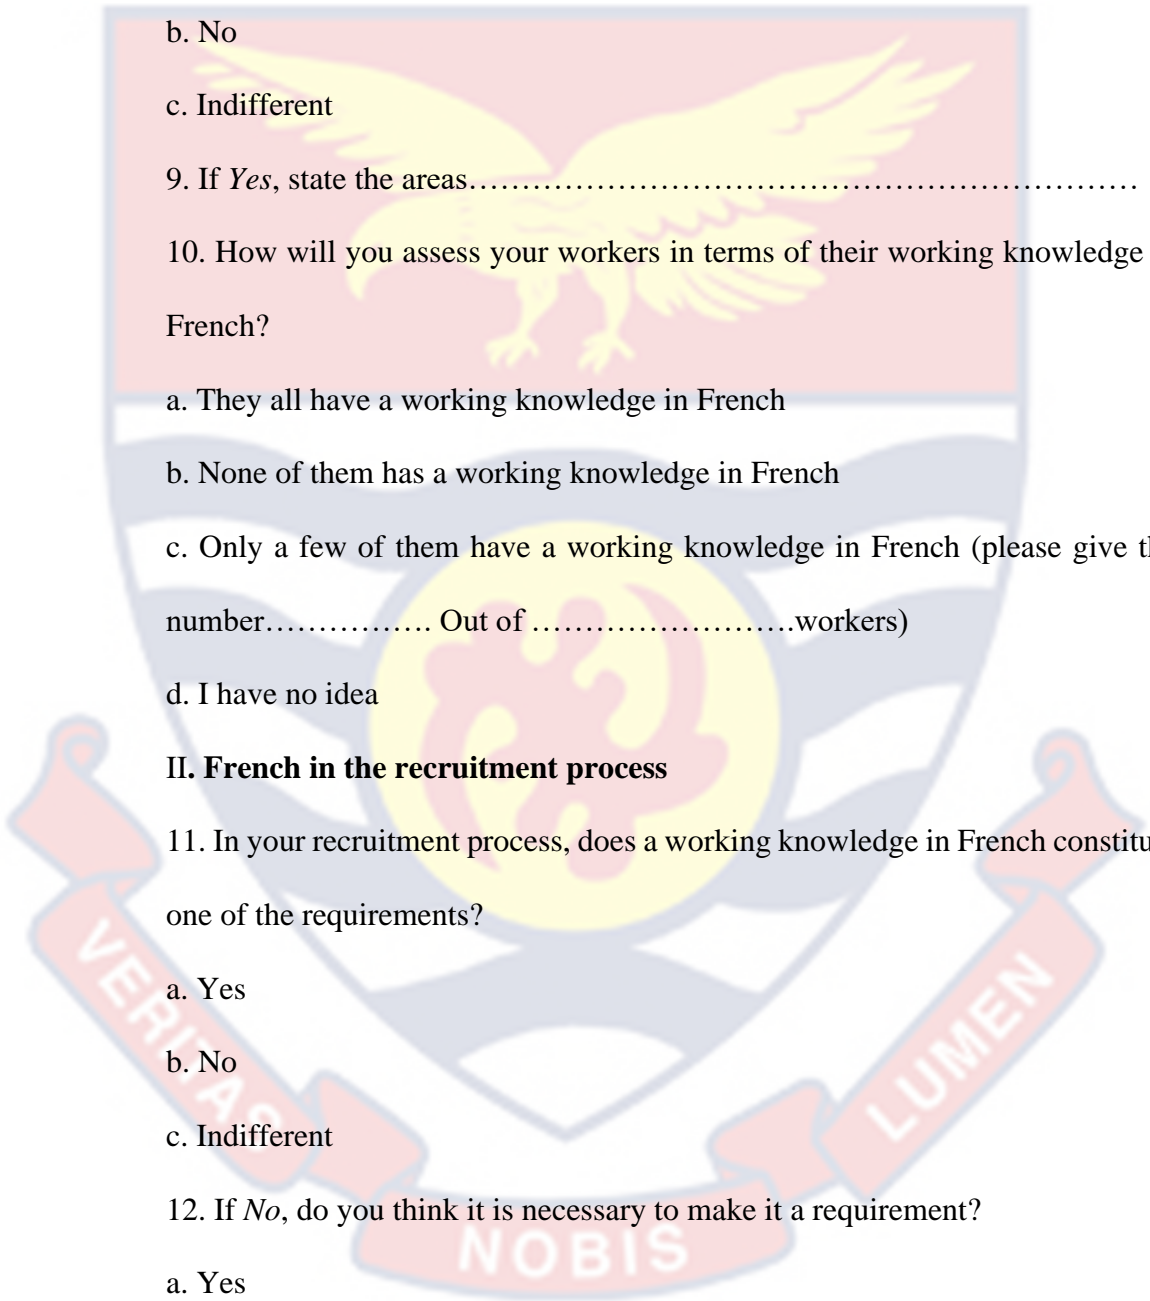 b. No
c. Indifferent
9. If Yes, state the areas………………………………………………………
10. How will you assess your workers in terms of their working knowledge
French?
a. They all have a working knowledge in French
b. None of them has a working knowledge in French
c. Only a few of them have a working knowledge in French (please give
number……………. Out of …………………….workers)
d. I have no idea
II. French in the recruitment process
11. In your recruitment process, does a working knowledge in French
one of the requirements?
a. Yes
b. No
c. Indifferent
12. If No, do you think it is necessary to make it a requirement?
a. Yes
VERITAS
NOBIS
LUMEN